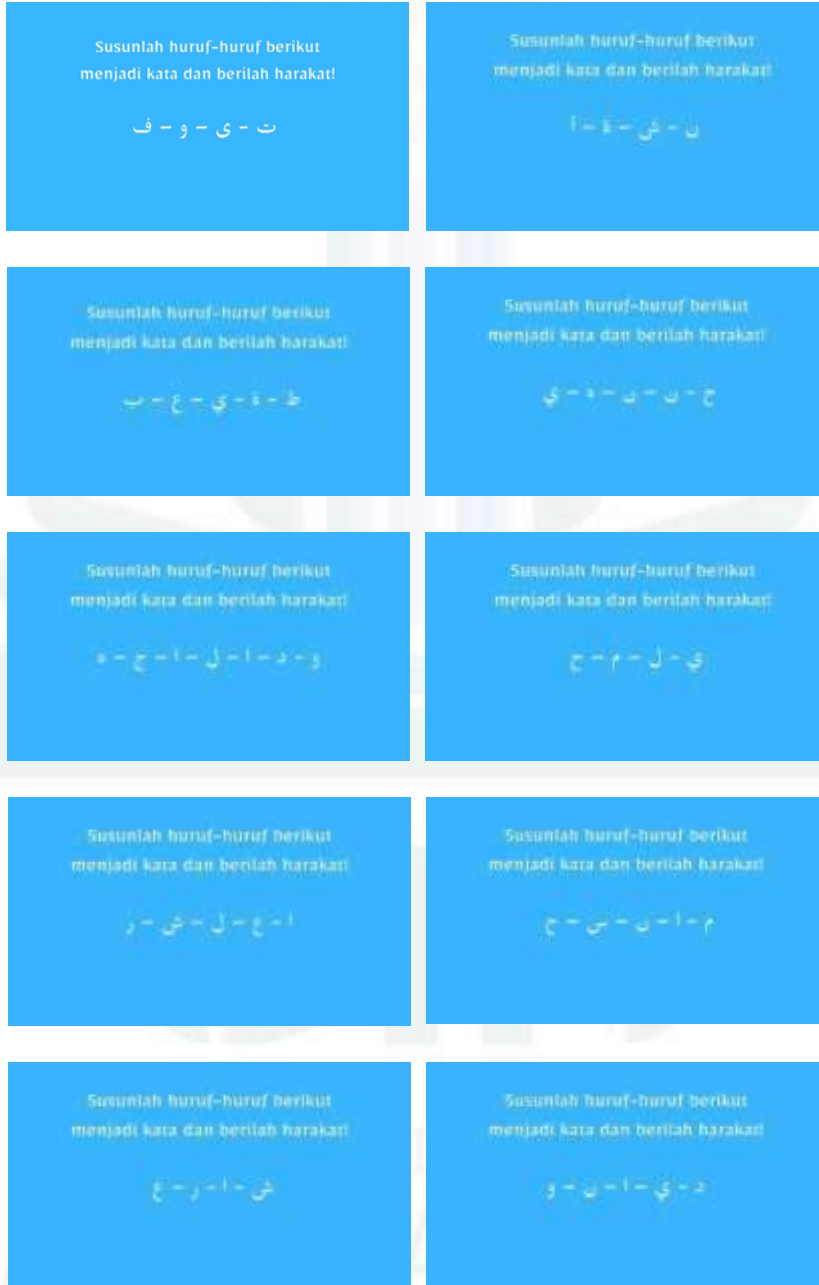 Susunlah huruf-huruf berikut
menjadi kata dan berilah harakat!
ت - ى - و - ف
Susunlah huruf-huruf berikut
menjadi kata dan berilah harakat!
ن - ش - ة - أ
Susunlah huruf-huruf berikut
menjadi kata dan berilah harakat!
ط - ة - ي - ع - ب
Susunlah huruf-huruf berikut
menjadi kata dan berilah harakat!
Susunlah huruf-huruf berikut
menjadi kata dan berilah harakat!
و - د - ا - ل - ا - ج - ه
Susunlah huruf-huruf berikut
menjadi kata dan berilah harakat!
ي - ل - م - ح
Susunlah huruf-huruf berikut
menjadi kata dan berilah harakat!
ا - ع - ل - ش - ر
Susunlah huruf-huruf berikut
menjadi kata dan berilah harakat!
Susunlah huruf-huruf berikut
menjadi kata dan berilah harakat!
ش - ا - ر - ع
Susunlah huruf-huruf berikut
menjadi kata dan berilah harakat!
د - ي - ا - ن - و